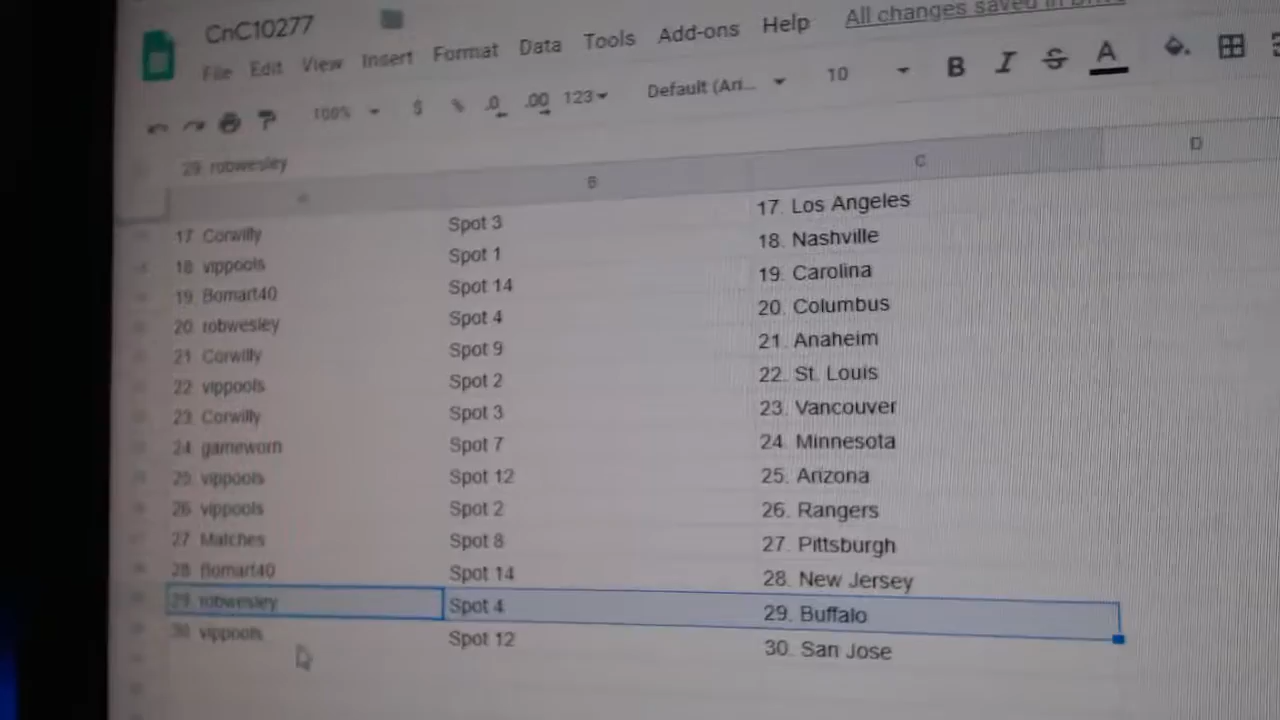 CnC10277
File Edit View Insert Format Data Tools Add-ons Help All changes saved in Drive
100% $ % .0 .00 123 Default (Ari... 10 B I S A
29. robwesley
B C D
17. Corwilly Spot 3 17. Los Angeles
18. vippools Spot 1 18. Nashville
19. Bomart40 Spot 14 19. Carolina
20. robwesley Spot 4 20. Columbus
21. Corwilly Spot 9 21. Anaheim
22. vippools Spot 2 22. St. Louis
23. Corwilly Spot 3 23. Vancouver
24. gameworn Spot 7 24. Minnesota
25. vippools Spot 12 25. Arizona
26. vippools Spot 2 26. Rangers
27. Matches Spot 8 27. Pittsburgh
28. Bomart40 Spot 14 28. New Jersey
29. robwesley Spot 4 29. Buffalo
30. vippools Spot 12 30. San Jose